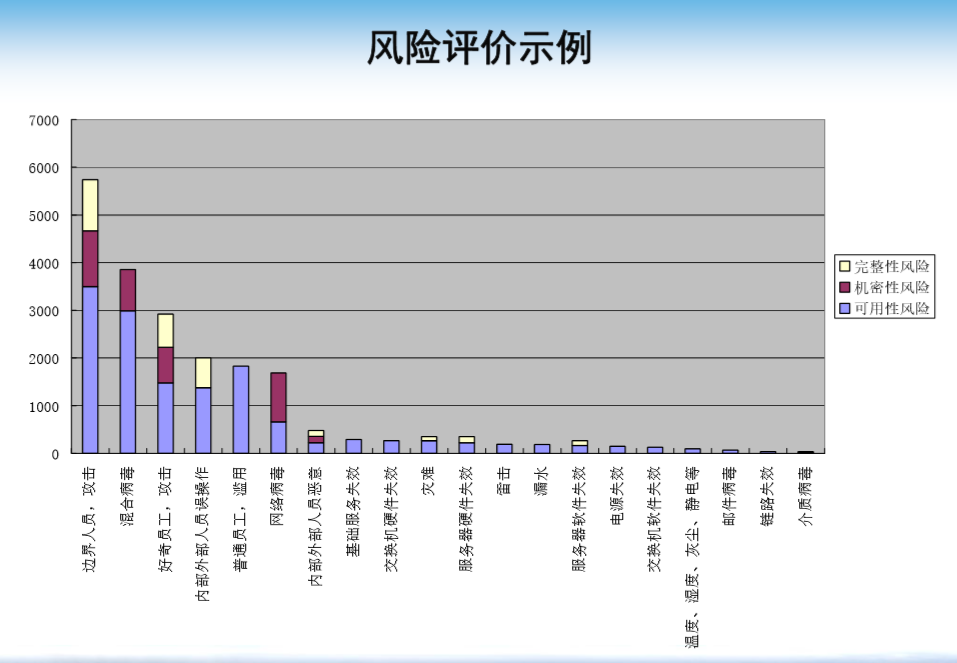 风险评价示例
7000
6000
5000
4000
3000
2000
1000
0
完整性风险
机密性风险
可用性风险
边界人员，攻击
混合病毒
好奇员工，攻击
内部外部人员误操作
普通员工，滥用
网络病毒
内部外部人员恶意
基础服务失效
交换机硬件失效
灾难
服务器硬件失效
雷击
漏水
服务器软件失效
电源失效
交换机软件失效
温度、湿度、灰尘、静电等
邮件病毒
链路失效
介质病毒